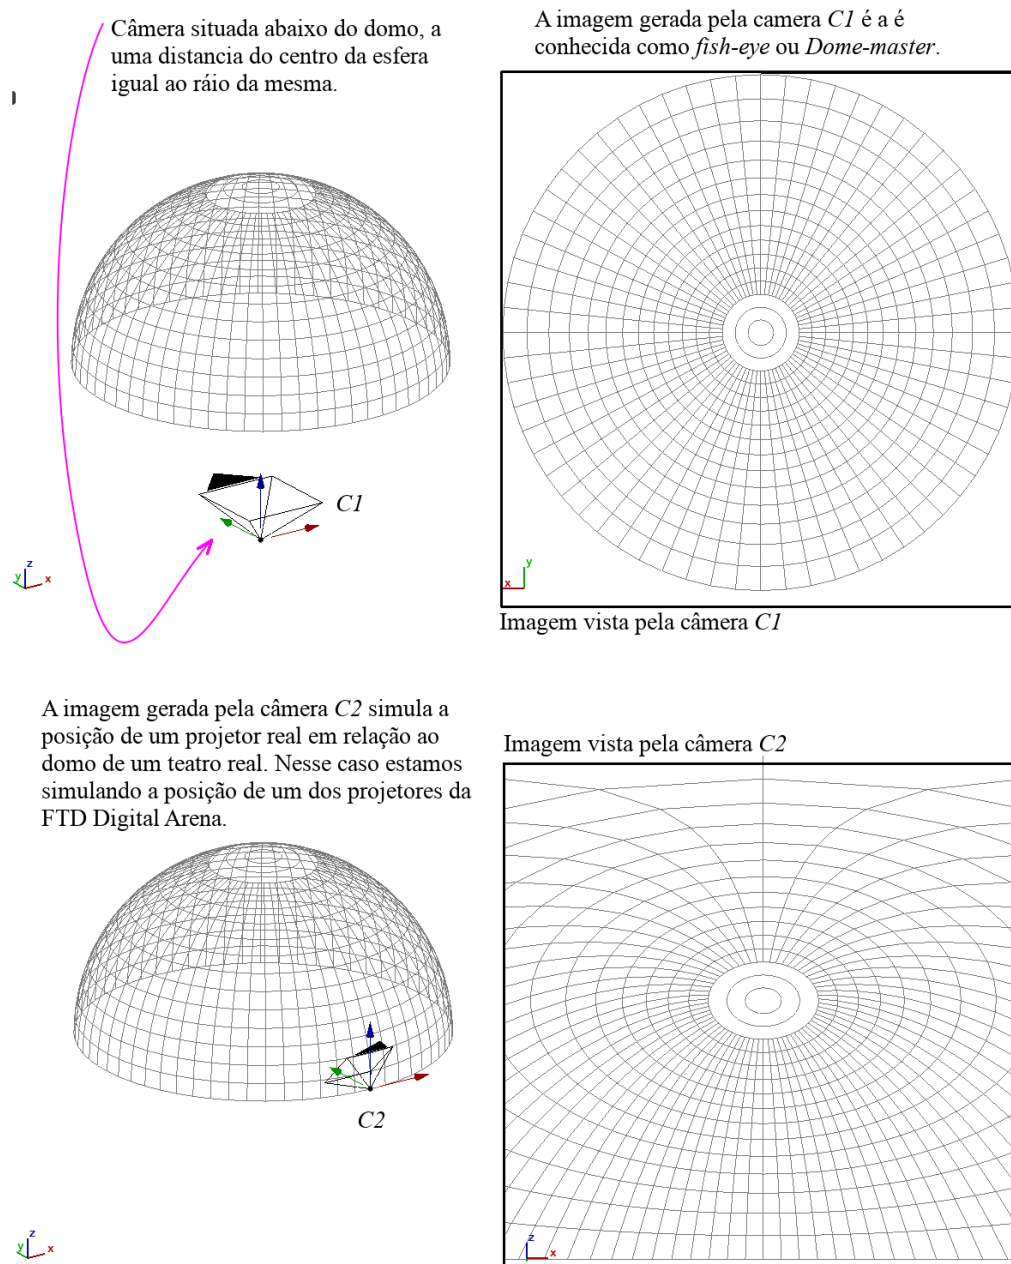 Câmera situada abaixo do domo, a
uma distancia do centro da esfera
igual ao ráio da mesma.
A imagem gerada pela camera C1 é a é
conhecida como fish-eye ou Dome-master.
C1
z
y
x
y
x
Imagem vista pela câmera C1
A imagem gerada pela câmera C2 simula a
posição de um projetor real em relação ao
domo de um teatro real. Nesse caso estamos
simulando a posição de um dos projetores da
FTD Digital Arena.
Imagem vista pela câmera C2
C2
z
y
x
z
x